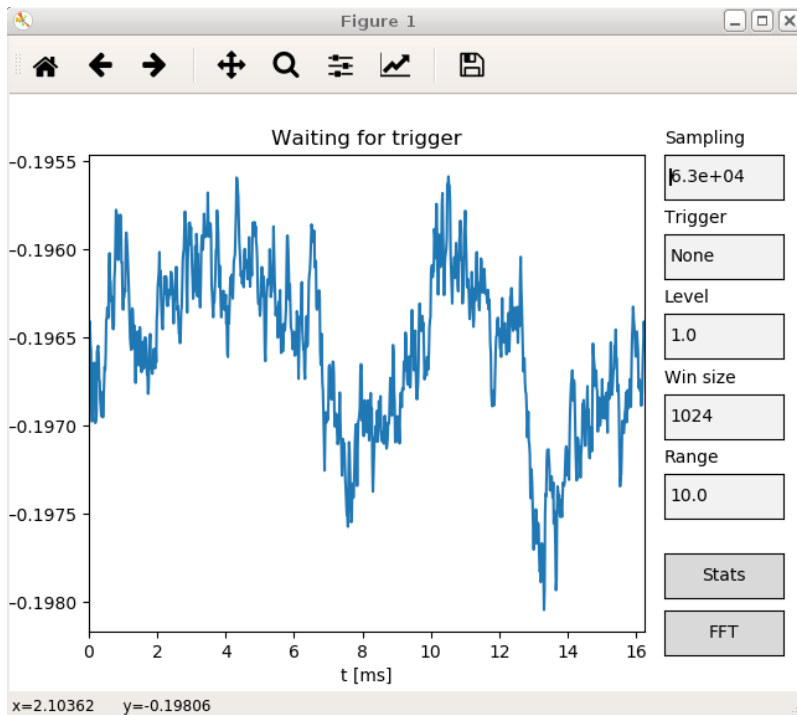 Figure 1
Waiting for trigger
−0.1955
−0.1960
−0.1965
−0.1970
−0.1975
−0.1980
0 2 4 6 8 10 12 14 16
t [ms]
Sampling
6.3e+04
Trigger
None
Level
1.0
Win size
1024
Range
10.0
Stats
FFT
x=2.10362 y=-0.19806